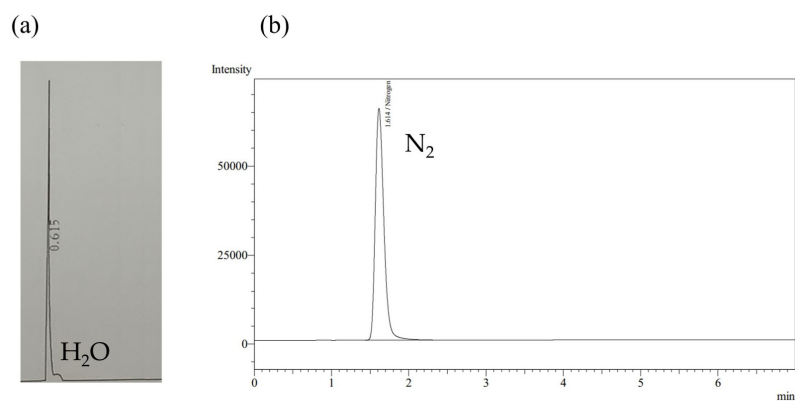 (a)
(b)
0.615
H₂O
Intensity
50000
25000
0
1.614 / Nitrogen
N₂
0 1 2 3 4 5 6
min